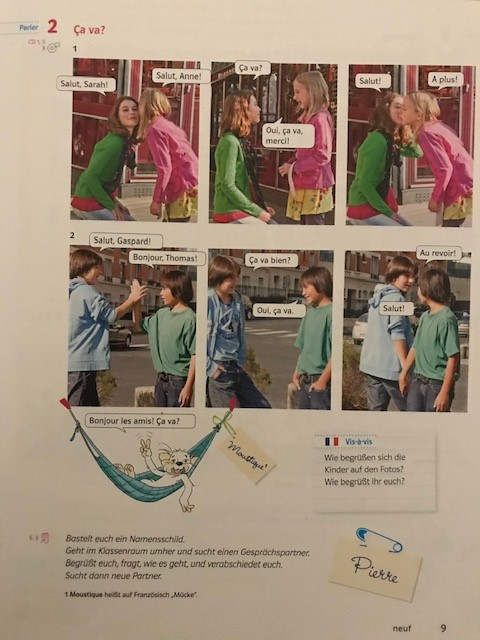 Parler 2 Ça va?
1
Salut, Sarah!
Salut, Anne!
Ça va?
Oui, ça va,
merci!
Salut!
A plus!
2
Salut, Gaspard!
Bonjour, Thomas!
Ça va bien?
Oui, ça va.
Au revoir!
Salut!
Bonjour les amis! Ça va?
Moustique¹
Vis-à-vis
Wie begrüßen sich die
Kinder auf den Fotos?
Wie begrüßt ihr euch?
Bastelt euch ein Namensschild.
Geht im Klassenraum umher und sucht einen Gesprächspartner.
Begrüßt euch, fragt, wie es geht, und verabschiedet euch.
Sucht dann neue Partner.
Pierre
1 Moustique heißt auf Französisch „Mücke".
neuf 9